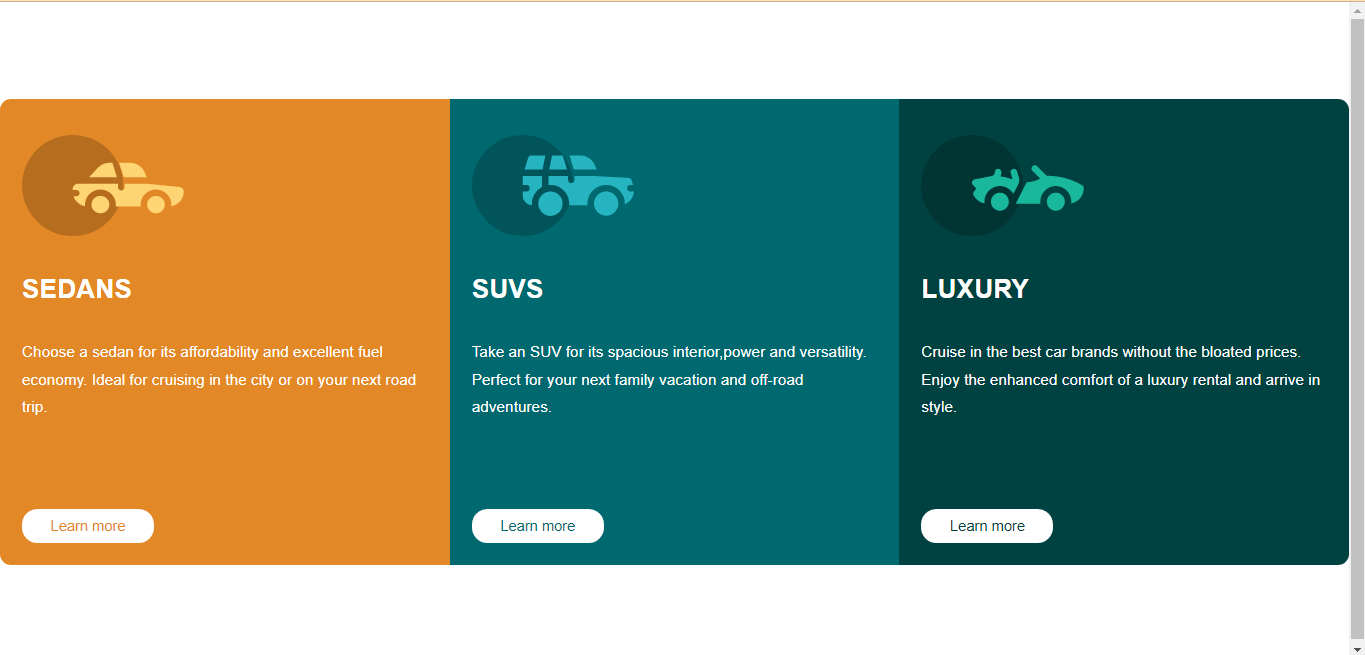 SEDANS
Choose a sedan for its affordability and excellent fuel
economy. Ideal for cruising in the city or on your next road
trip.
Learn more
SUVS
Take an SUV for its spacious interior,power and versatility.
Perfect for your next family vacation and off-road
adventures.
Learn more
LUXURY
Cruise in the best car brands without the bloated prices.
Enjoy the enhanced comfort of a luxury rental and arrive in
style.
Learn more